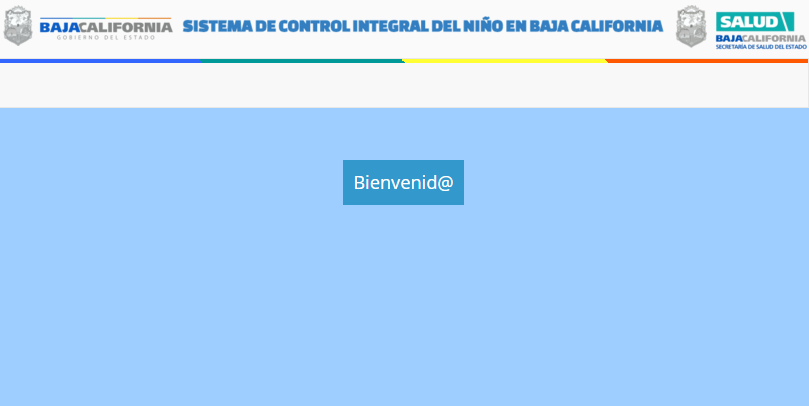 BAJACALIFORNIA
GOBIERNO DEL ESTADO
SISTEMA DE CONTROL INTEGRAL DEL NIÑO EN BAJA CALIFORNIA
SALUD
BAJACALIFORNIA
SECRETARÍA DE SALUD DEL ESTADO
Bienvenid@